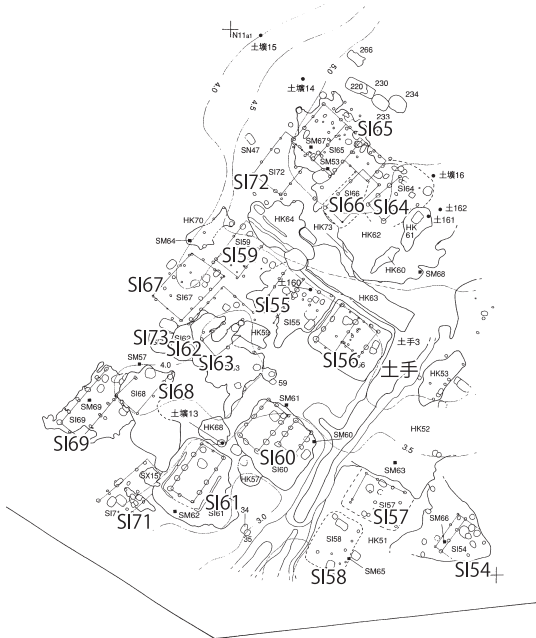 N11a1
土壙15
266
4.0
5.0
土壙14
220
230
234
4.5
233
SI65
SN47
SM67
SI65
SM53
SI72
SI72
SI66
SI66
SI64
SI64
土壙16
土162
土161
HK70
HK64
HK73
HK62
HK
61
SM64
SI59
SI59
HK60
SM68
SI67
SI67
SI55
土160
HK63
SI55
SI73
SI62
HK59
SI56
土手3
SI63
土手
SM57
4.0
SI68
SI68
59
HK53
SM69
SI69
SI69
土壙13
SM61
HK68
SM60
HK52
SI60
SI60
3.5
SM63
SX15
HK57
SI61
SI61
SI57
SI57
SI71
SM62
34
35
3.0
SM66
SI54
SI54
SI58
SI58
HK51
SM65